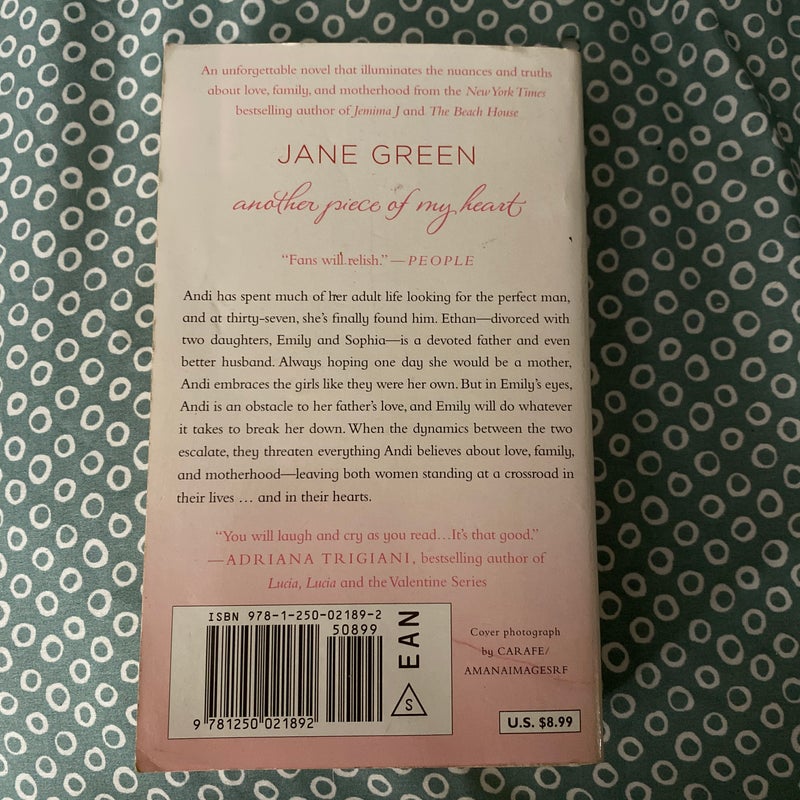 An unforgettable novel that illuminates the nuances and truths
about love, family, and motherhood from the New York Times
bestselling author of Jemima J and The Beach House
JANE GREEN
another piece of my heart
“Fans will relish.”—PEOPLE
Andi has spent much of her adult life looking for the perfect man,
and at thirty-seven, she’s finally found him. Ethan—divorced with
two daughters, Emily and Sophia—is a devoted father and even
better husband. Always hoping one day she would be a mother,
Andi embraces the girls like they were her own. But in Emily’s eyes,
Andi is an obstacle to her father’s love, and Emily will do whatever
it takes to break her down. When the dynamics between the two
escalate, they threaten everything Andi believes about love, family,
and motherhood—leaving both women standing at a crossroad in
their lives … and in their hearts.
“You will laugh and cry as you read…It’s that good.”
—ADRIANA TRIGIANI, bestselling author of
Lucia, Lucia and the Valentine Series
ISBN 978-1-250-02189-2
50899
EAN
S
9 781250 021892
Cover photograph
by CARAFE/
AMANAIMAGESRF
U.S. $8.99